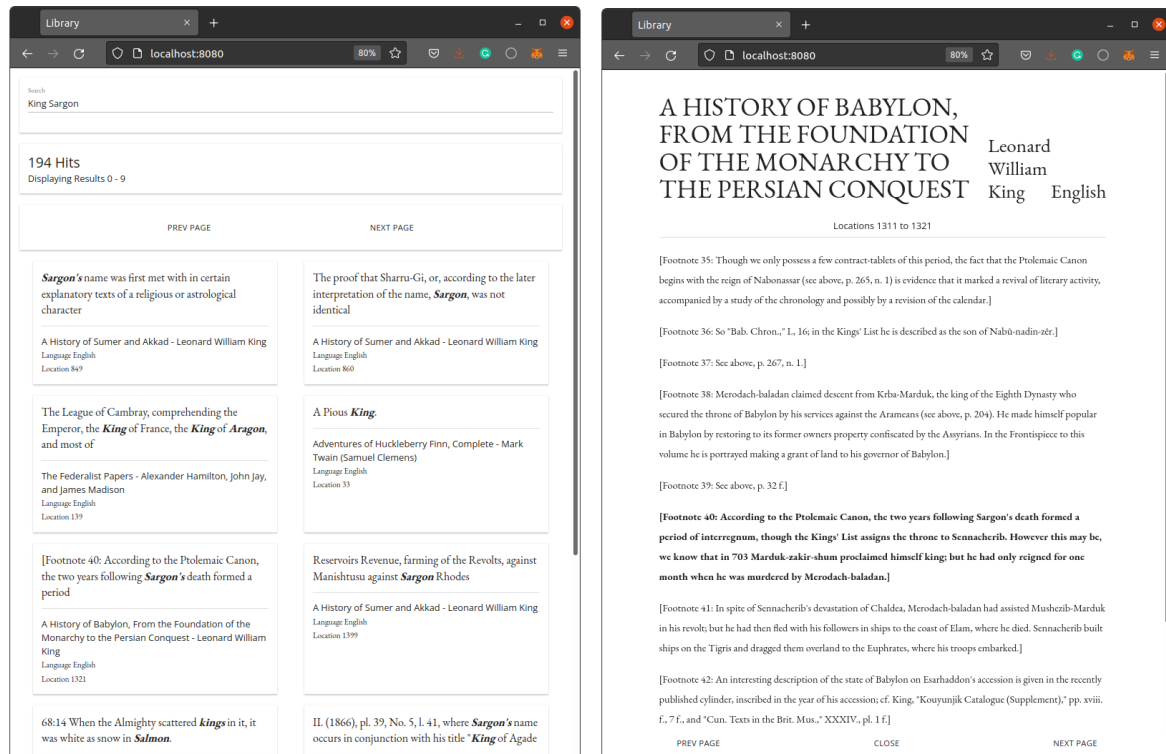 Library
localhost:8080
80%
Search
King Sargon
194 Hits
Displaying Results 0 - 9
PREV PAGE
NEXT PAGE
Sargon's name was first met with in certain
explanatory texts of a religious or astrological
character
A History of Sumer and Akkad - Leonard William King
Language English
Location 849
The proof that Sharru-Gi, or, according to the later
interpretation of the name, Sargon, was not
identical
A History of Sumer and Akkad - Leonard William King
Language English
Location 860
The League of Cambray, comprehending the
Emperor, the King of France, the King of Aragon,
and most of
The Federalist Papers - Alexander Hamilton, John Jay,
and James Madison
Language English
Location 139
A Pious King.
Adventures of Huckleberry Finn, Complete - Mark
Twain (Samuel Clemens)
Language English
Location 33
[Footnote 40: According to the Ptolemaic Canon,
the two years following Sargon's death formed a
period
A History of Babylon, From the Foundation of the
Monarchy to the Persian Conquest - Leonard William
King
Language English
Location 1321
Reservoirs Revenue, farming of the Revolts, against
Manishtusu against Sargon Rhodes
A History of Sumer and Akkad - Leonard William King
Language English
Location 1399
68:14 When the Almighty scattered kings in it, it
was white as snow in Salmon.
II. (1866), pl. 39, No. 5, l. 41, where Sargon's name
occurs in conjunction with his title "King of Agade
Library
localhost:8080
80%
A HISTORY OF BABYLON,
FROM THE FOUNDATION
OF THE MONARCHY TO
THE PERSIAN CONQUEST
Leonard
William
King
English
Locations 1311 to 1321
[Footnote 35: Though we only possess a few contract-tablets of this period, the fact that the Ptolemaic Canon
begins with the reign of Nabonassar (see above, p. 265, n. 1) is evidence that it marked a revival of literary activity,
accompanied by a study of the chronology and possibly by a revision of the calendar.]
[Footnote 36: So "Bab. Chron.," I., 16; in the Kings' List he is described as the son of Nabû-nadin-zêr.]
[Footnote 37: See above, p. 267, n. 1.]
[Footnote 38: Merodach-baladan claimed descent from Krba-Marduk, the king of the Eighth Dynasty who
secured the throne of Babylon by his services against the Arameans (see above, p. 204). He made himself popular
in Babylon by restoring to its former owners property confiscated by the Assyrians. In the Frontispiece to this
volume he is portrayed making a grant of land to his governor of Babylon.]
[Footnote 39: See above, p. 32 f.]
[Footnote 40: According to the Ptolemaic Canon, the two years following Sargon's death formed a
period of interregnum, though the Kings' List assigns the throne to Sennacherib. However this may be,
we know that in 703 Marduk-zakir-shum proclaimed himself king; but he had only reigned for one
month when he was murdered by Merodach-baladan.]
[Footnote 41: In spite of Sennacherib's devastation of Chaldea, Merodach-baladan had assisted Mushezib-Marduk
in his revolt; but he had then fled with his followers in ships to the coast of Elam, where he died. Sennacherib built
ships on the Tigris and dragged them overland to the Euphrates, where his troops embarked.]
[Footnote 42: An interesting description of the state of Babylon on Esarhaddon's accession is given in the recently
published cylinder, inscribed in the year of his accession; cf. King, "Kouyunjik Catalogue (Supplement)," pp. xviii.
f., 7 f., and "Cun. Texts in the Brit. Mus.," XXXIV., pl. 1 f.]
PREV PAGE
CLOSE
NEXT PAGE